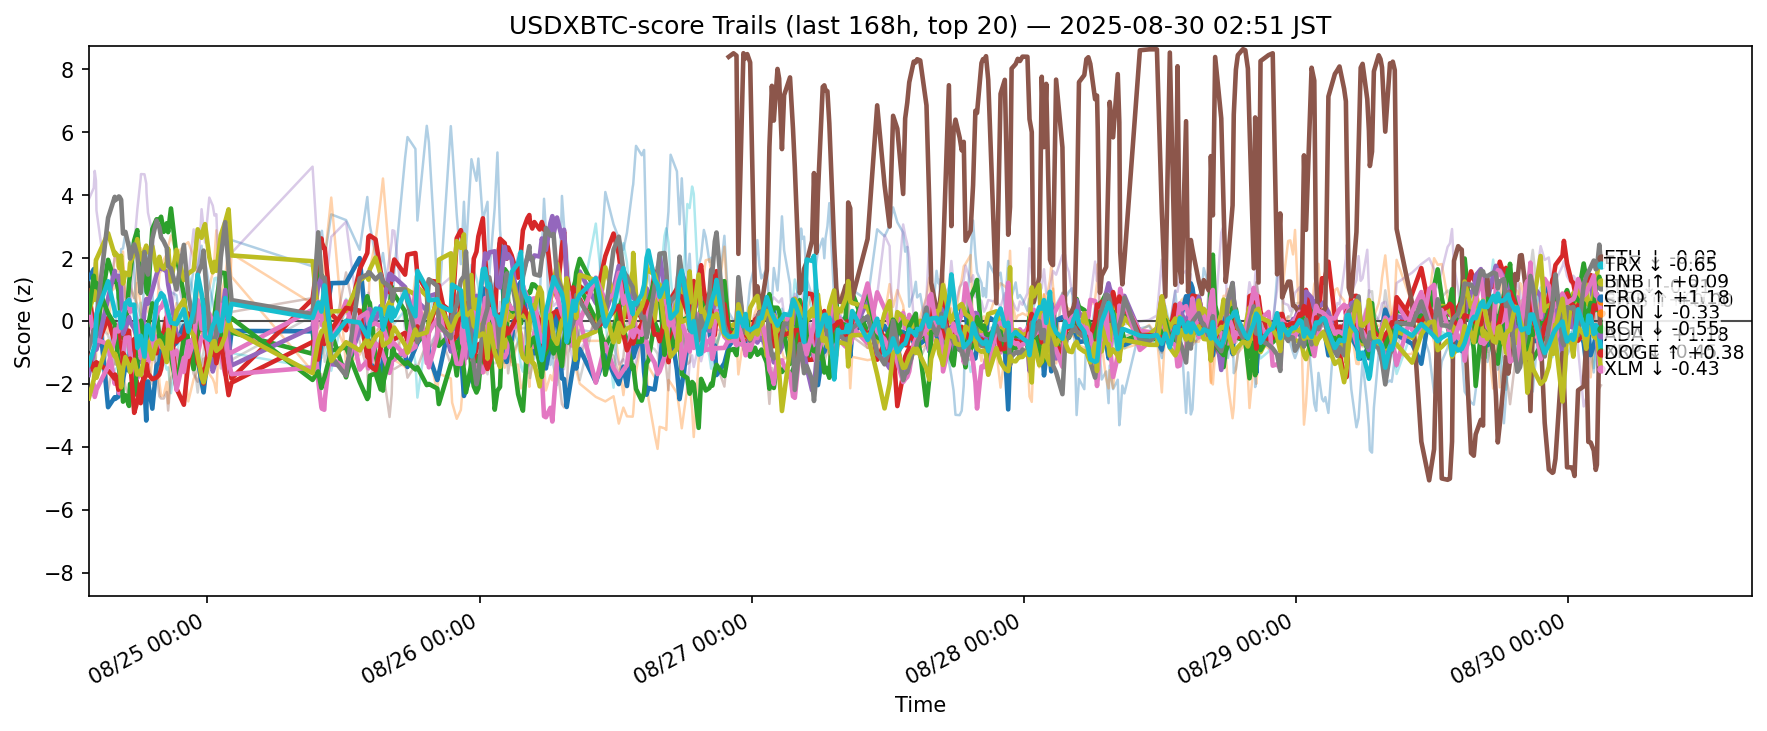 USDXBTC-score Trails (last 168h, top 20) — 2025-08-30 02:51 JST
Score (z)
8
6
4
2
0
−2
−4
−6
−8
TRX ↓ -0.65
BNB ↑ +0.09
CRO ↑ +1.18
TON ↓ -0.33
BCH ↓ -0.55
DOGE ↑ +0.38
XLM ↓ -0.43
08/25 00:00
08/26 00:00
08/27 00:00
08/28 00:00
08/29 00:00
08/30 00:00
Time